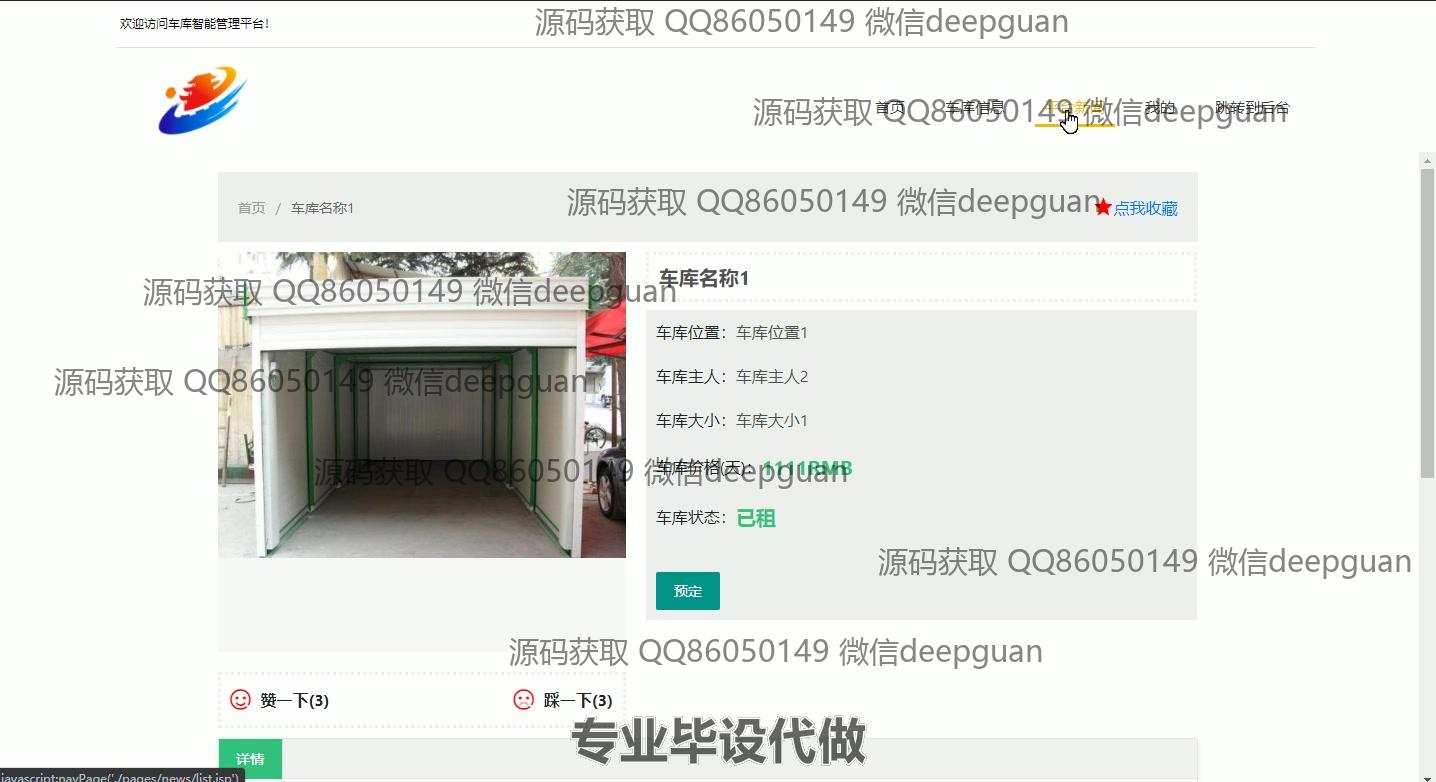 欢迎访问车库智能管理平台！
源码获取 QQ86050149 微信deepguan
首页
车库信息
我的
跳转到后台
源码获取 QQ86050149 微信deepguan
首页 / 车库名称1
源码获取 QQ86050149 微信deepguan
点我收藏
车库名称1
源码获取 QQ86050149 微信deepguan
车库位置：车库位置1
车库主人：车库主人2
源码获取 QQ86050149 微信deepguan
车库大小：车库大小1
车库价格(天)：1111RMB
源码获取 QQ86050149 微信deepguan
车库状态：已租
源码获取 QQ86050149 微信deepguan
预定
源码获取 QQ86050149 微信deepguan
赞一下(3)
踩一下(3)
专业毕设代做
详情
javascript:navPage('./pages/news/list.jsp')